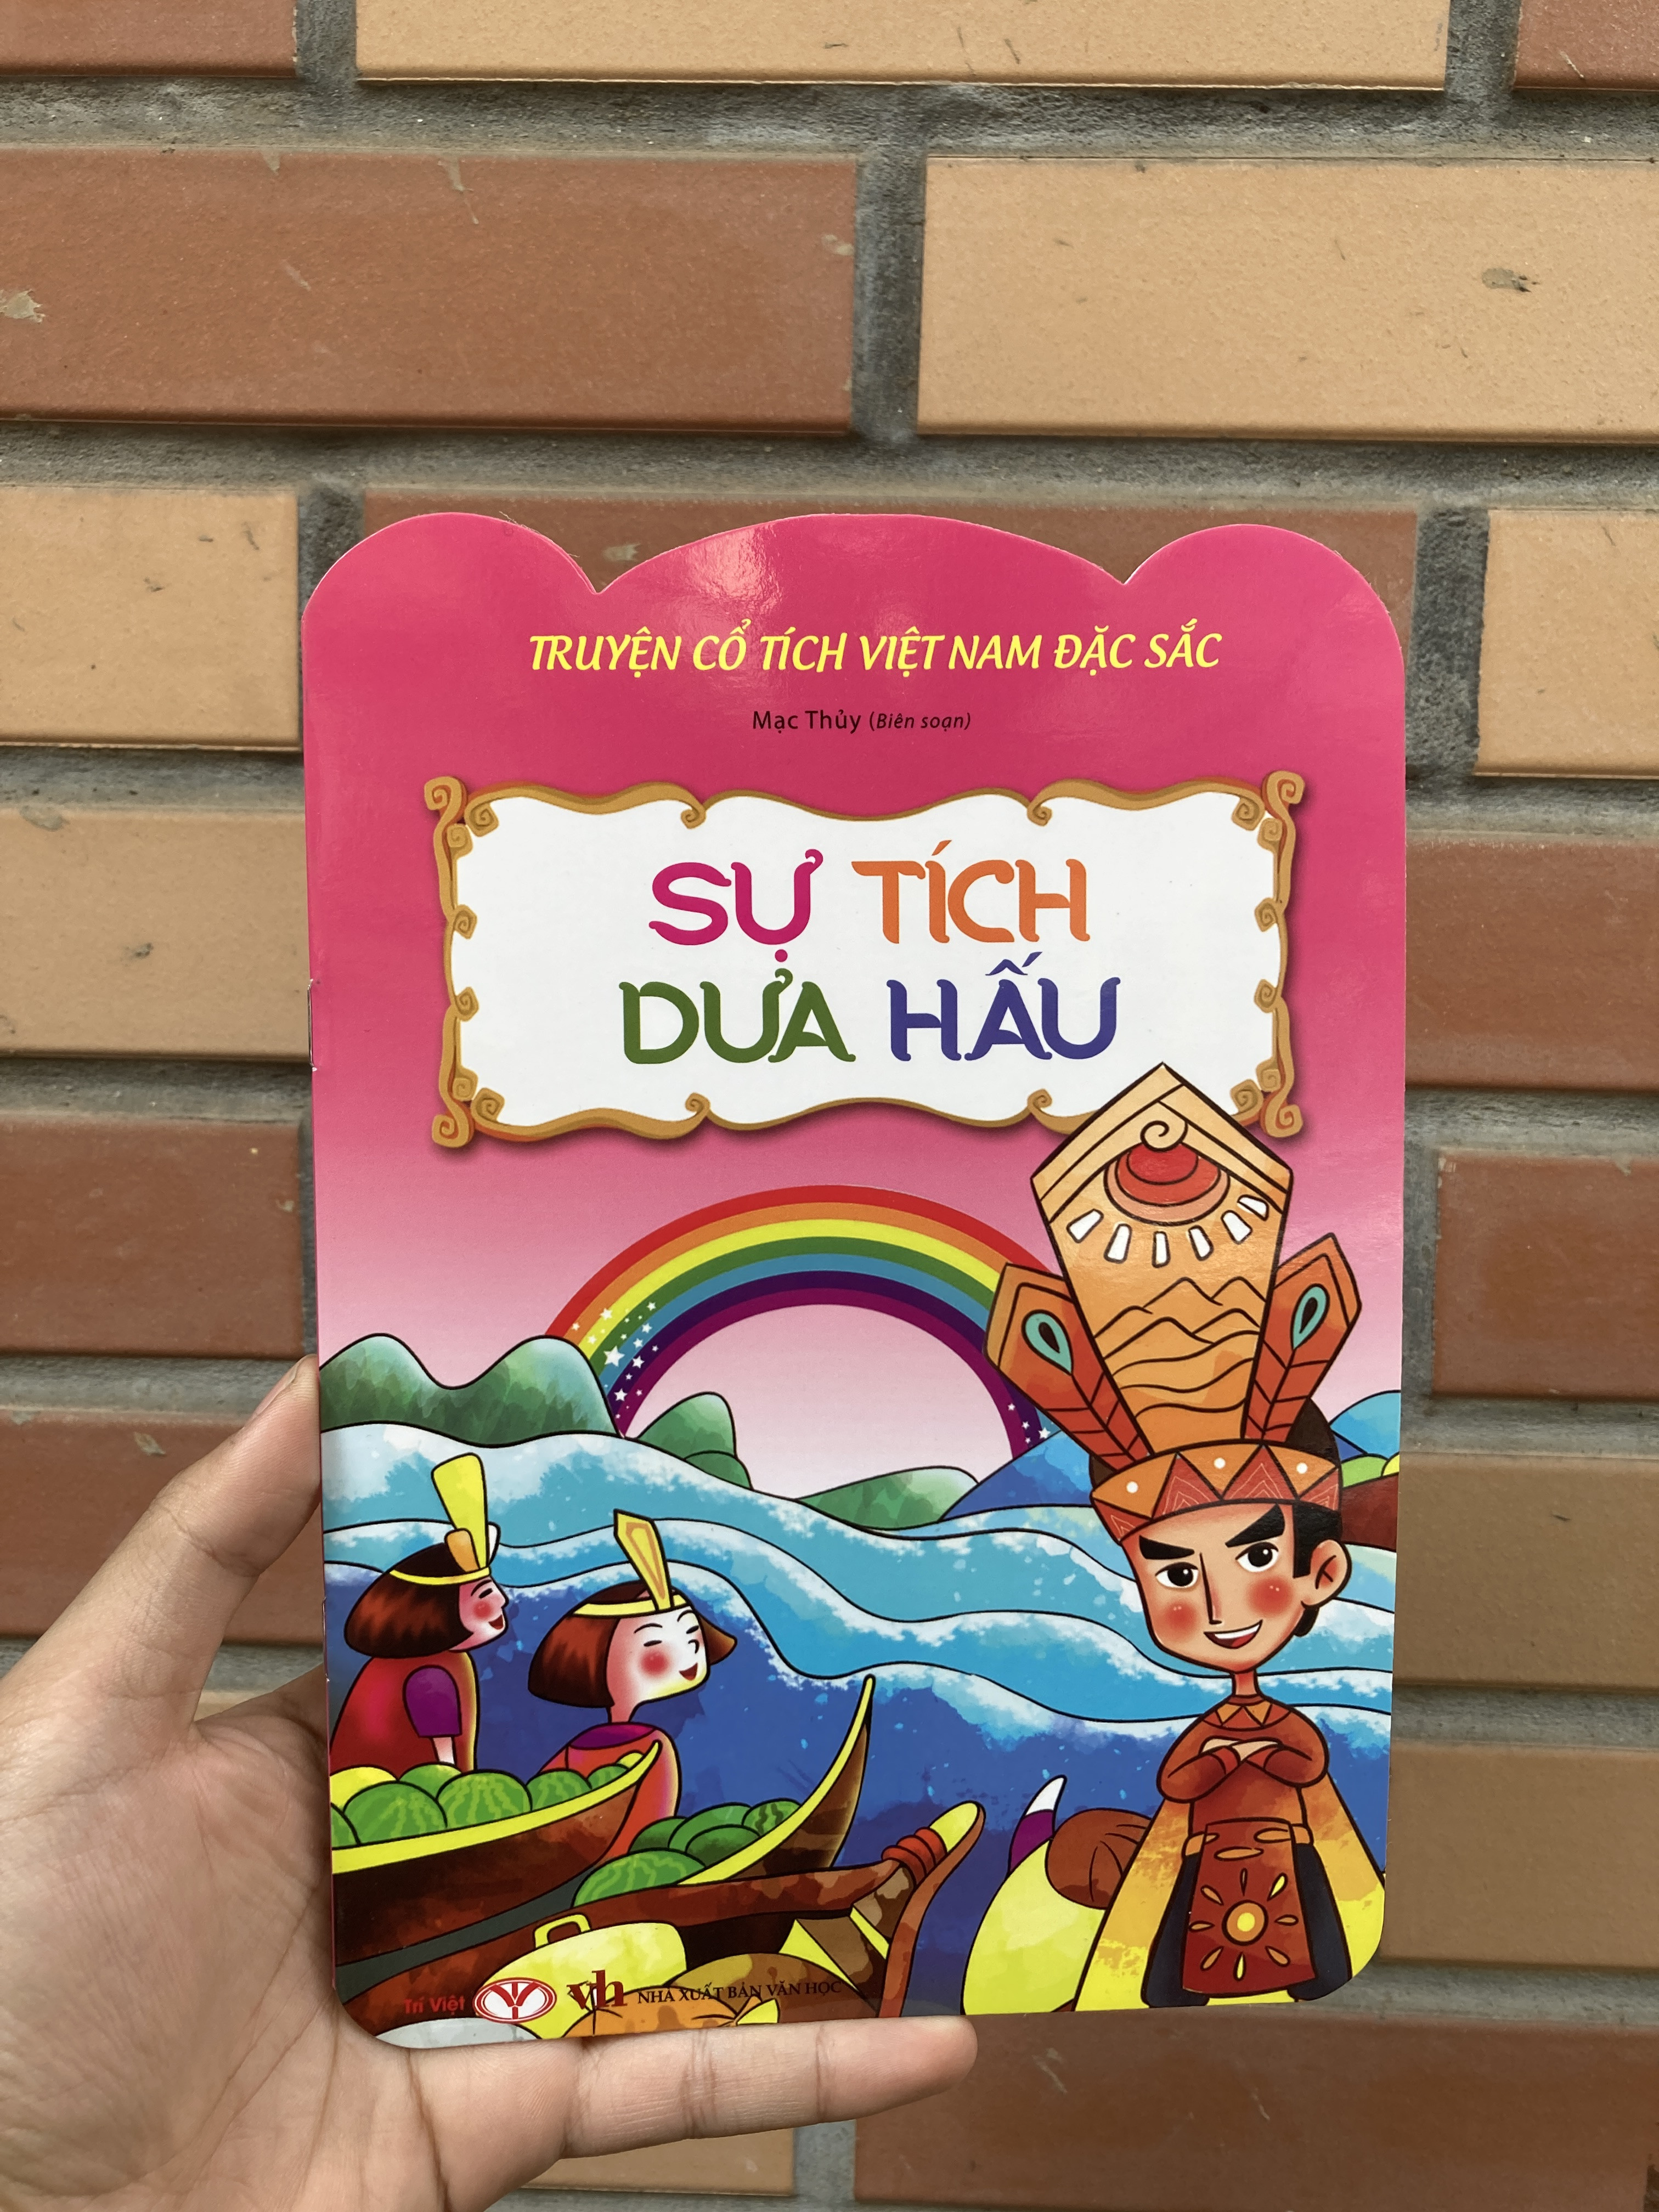 TRUYỆN CỔ TÍCH VIỆT NAM ĐẶC SẮC
Mạc Thủy (Biên soạn)
SỰ TÍCH
DƯA HẤU
Trí Việt vh NHÀ XUẤT BẢN VĂN HỌC